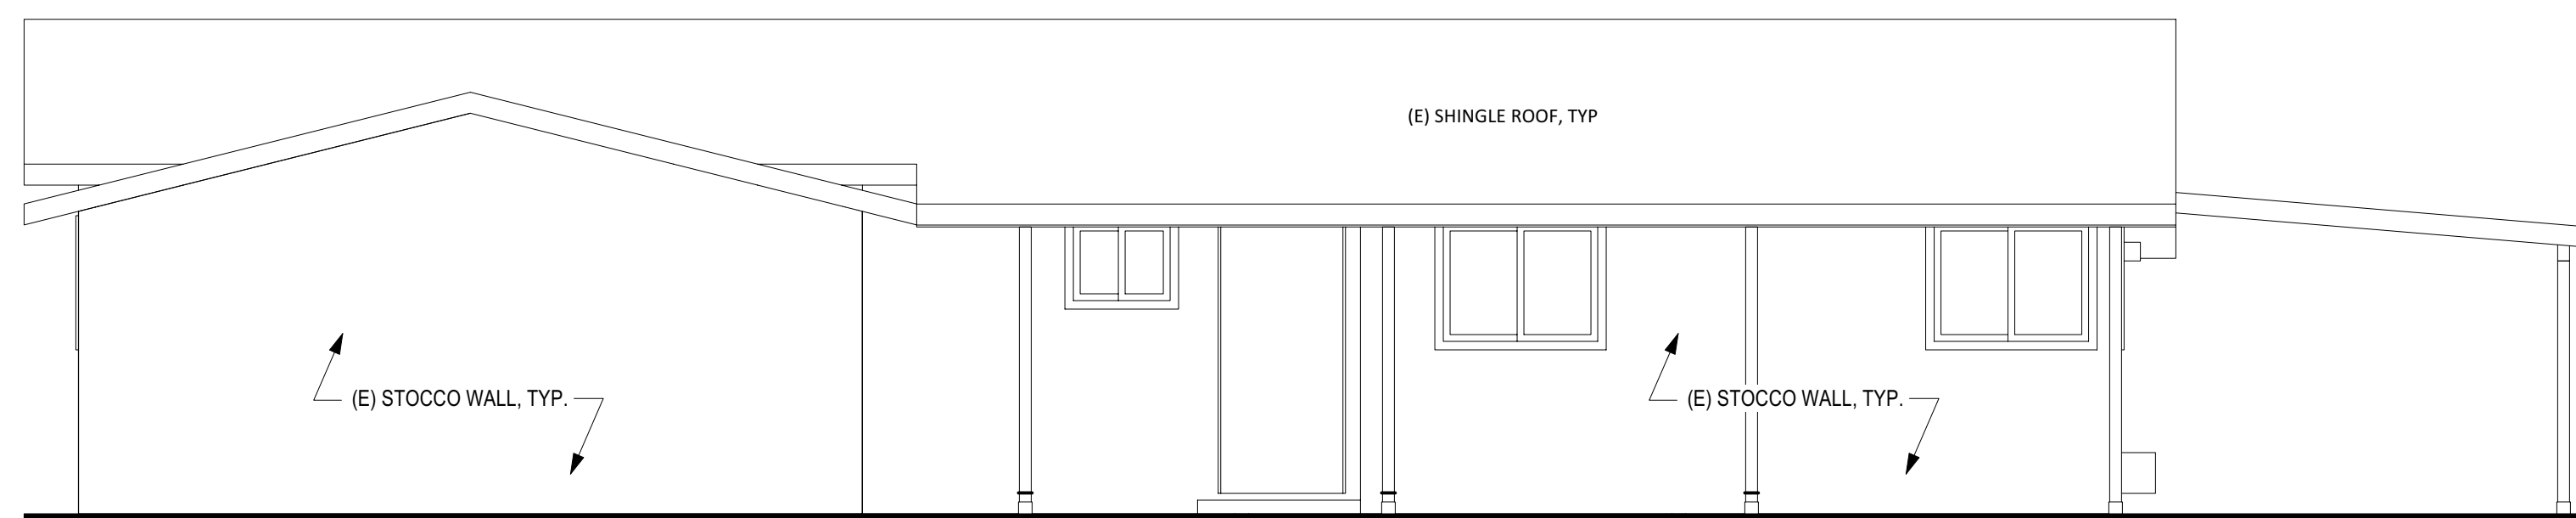 (E) SHINGLE ROOF, TYP
(E) STOCCO WALL, TYP.
(E) STOCCO WALL, TYP.